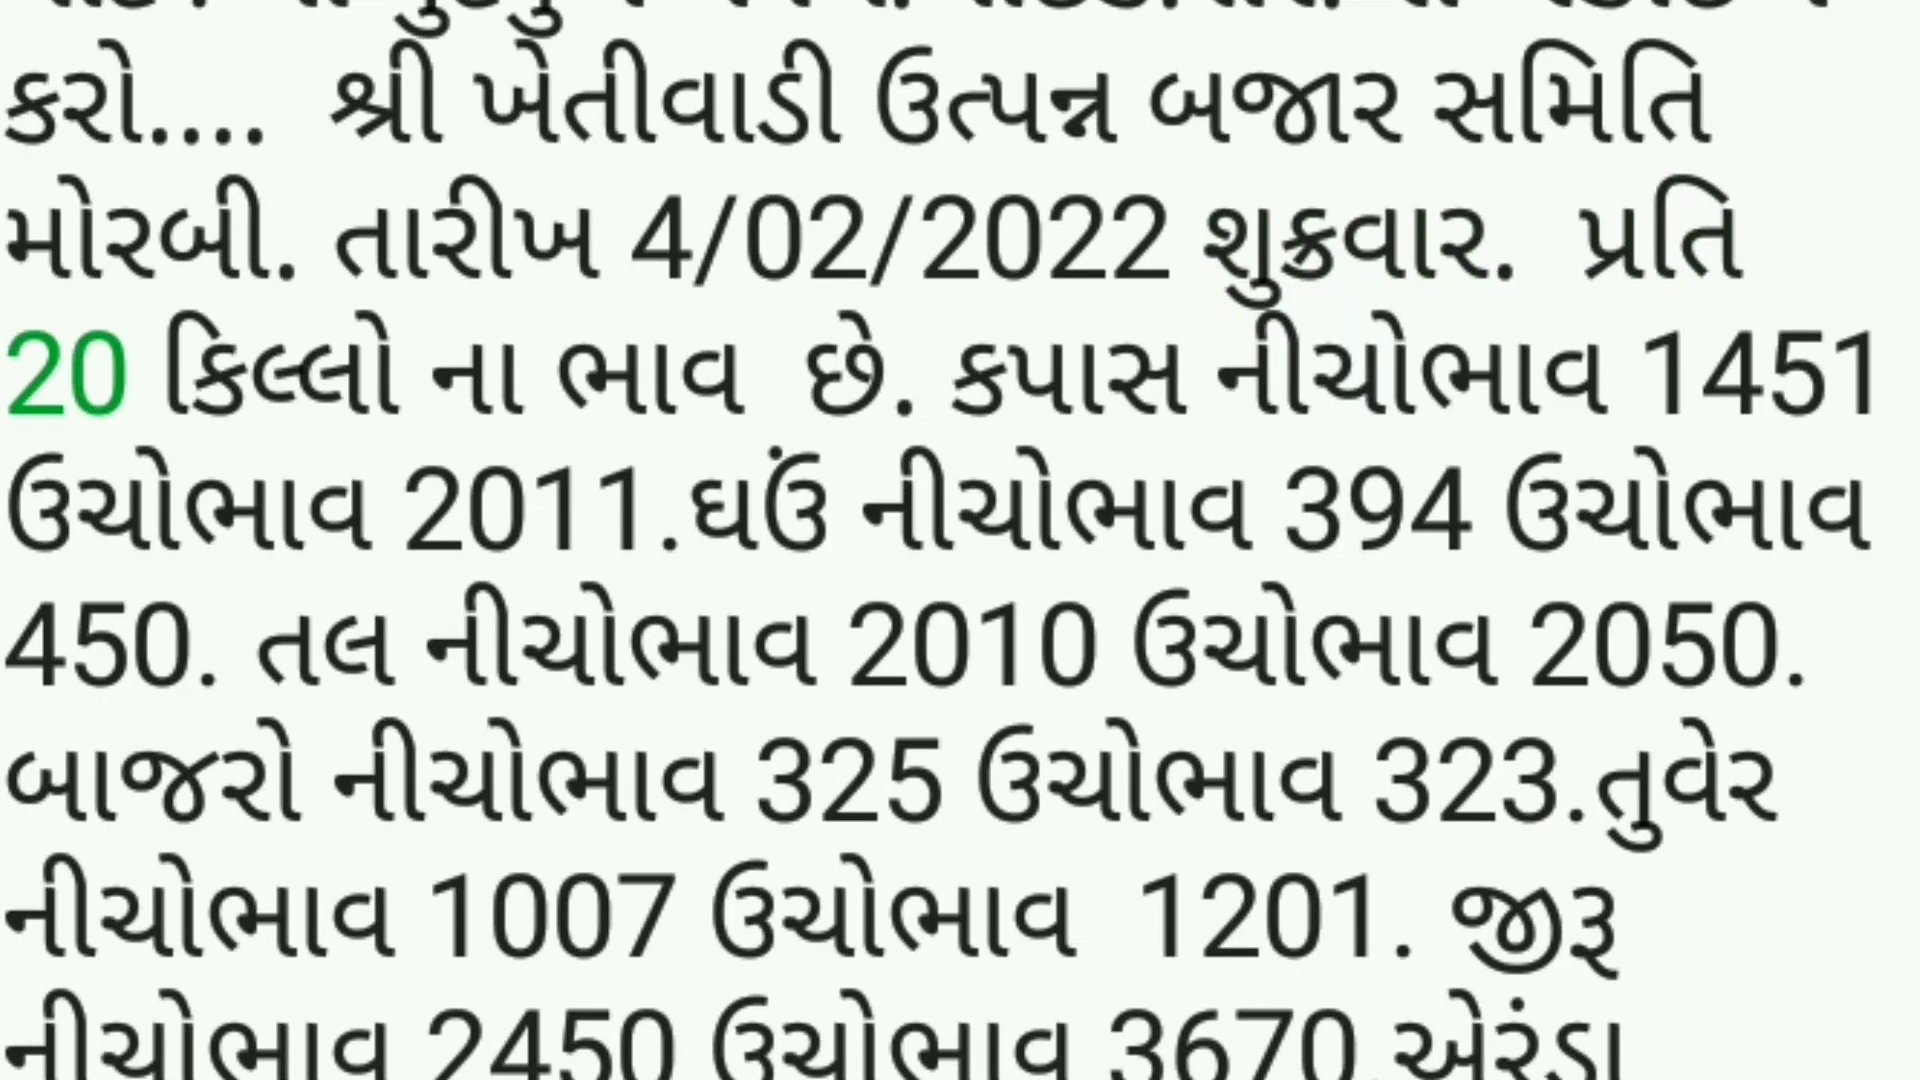 કરો.... શ્રી ખેતીવાડી ઉત્પન્ન બજાર સમિતિ
મોરબી. તારીખ 4/02/2022 શુક્રવાર. પ્રતિ
20 કિલ્લો ના ભાવ છે. કપાસ નીચોભાવ 1451
ઉચોભાવ 2011.ઘઉં નીચોભાવ 394 ઉચોભાવ
450. તલ નીચોભાવ 2010 ઉચોભાવ 2050.
બાજરો નીચોભાવ 325 ઉચોભાવ 323.તુવેર
નીચોભાવ 1007 ઉચોભાવ 1201. જીરૂ
નીચોભાવ 2450 ઉચોભાવ 3670.એરંડા